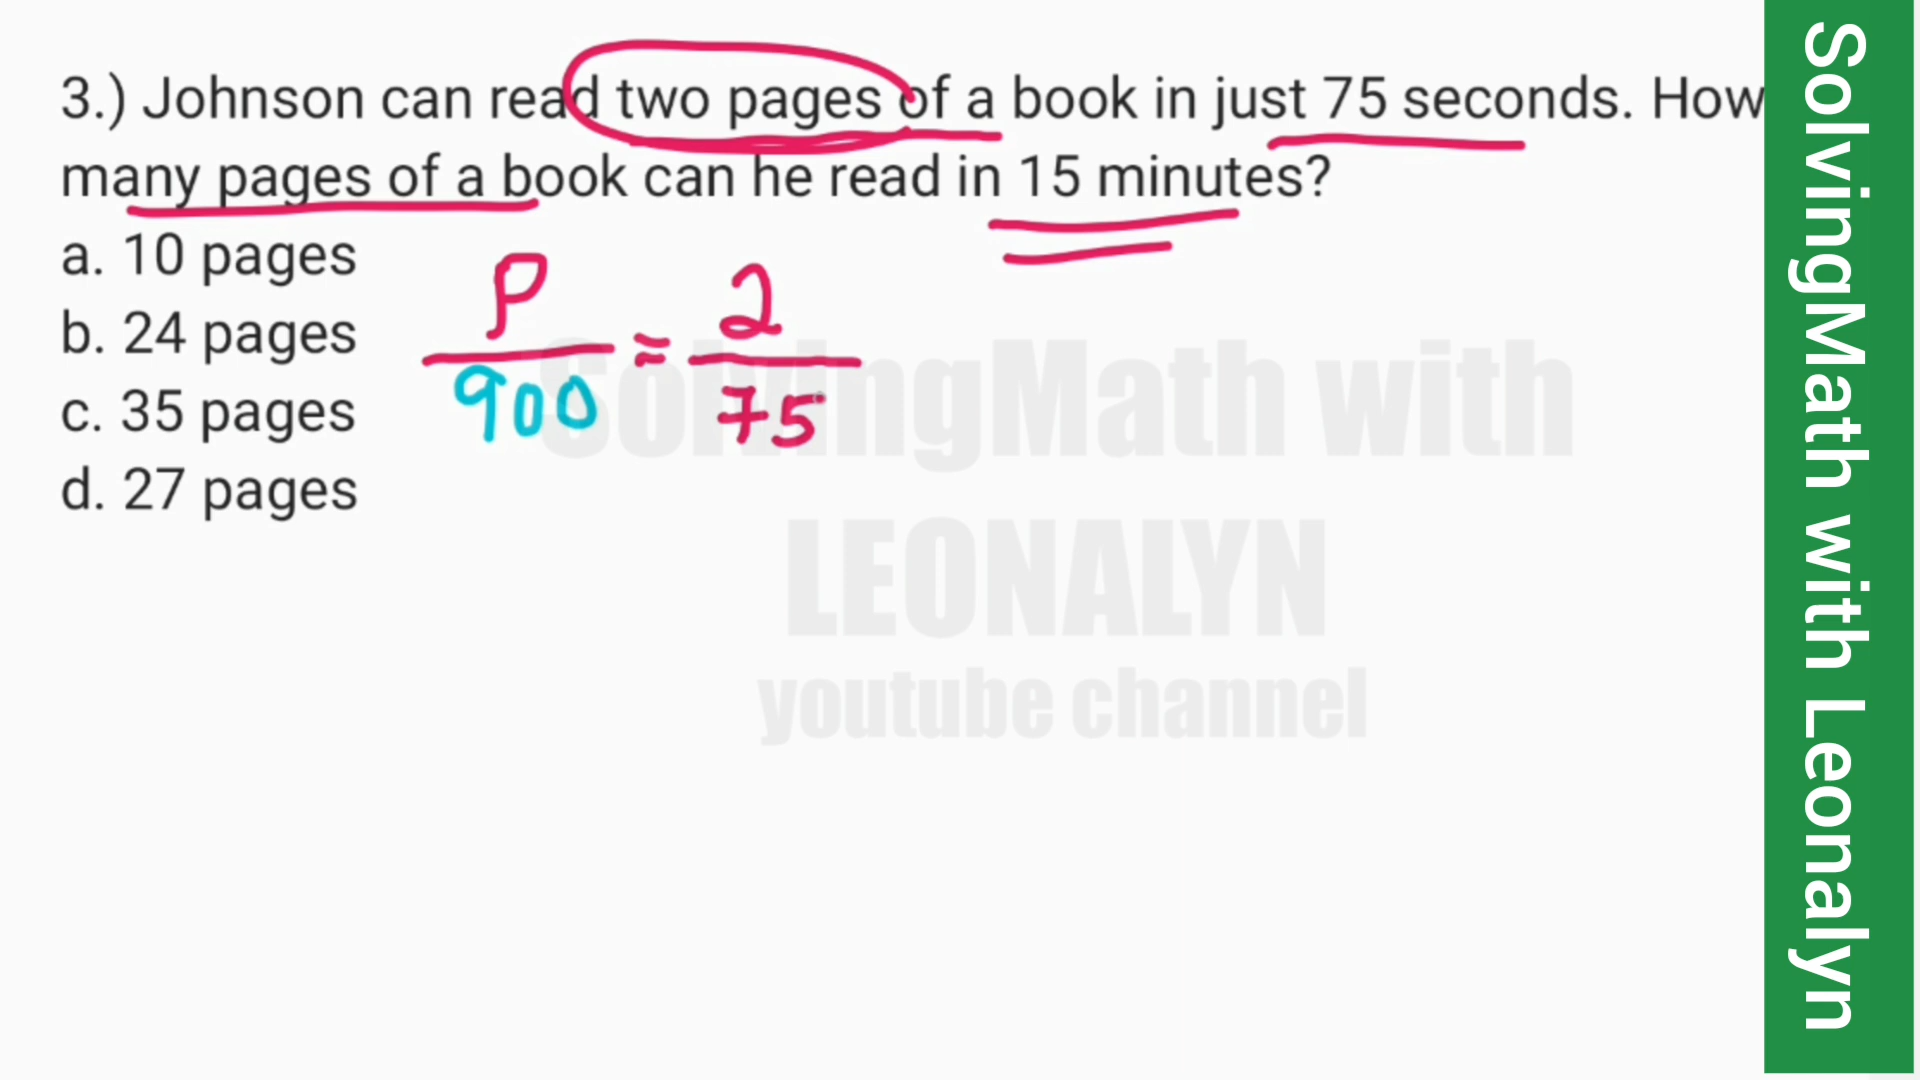 3.) Johnson can read two pages of a book in just 75 seconds. How
many pages of a book can he read in 15 minutes?
a. 10 pages
b. 24 pages
c. 35 pages
d. 27 pages
P = 2
900 75
SolvingMath with
LEONALYN
youtube channel
SolvingMath with Leonalyn